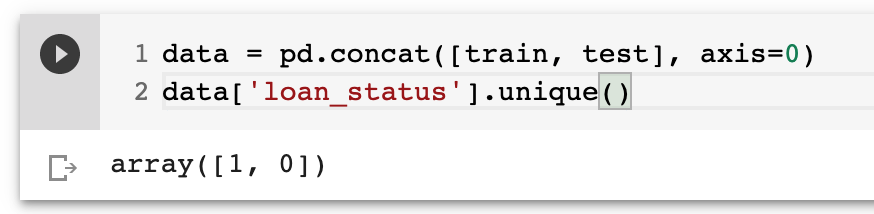 1 data = pd.concat([train, test], axis=0)
2 data['loan_status'].unique()
array([1, 0])